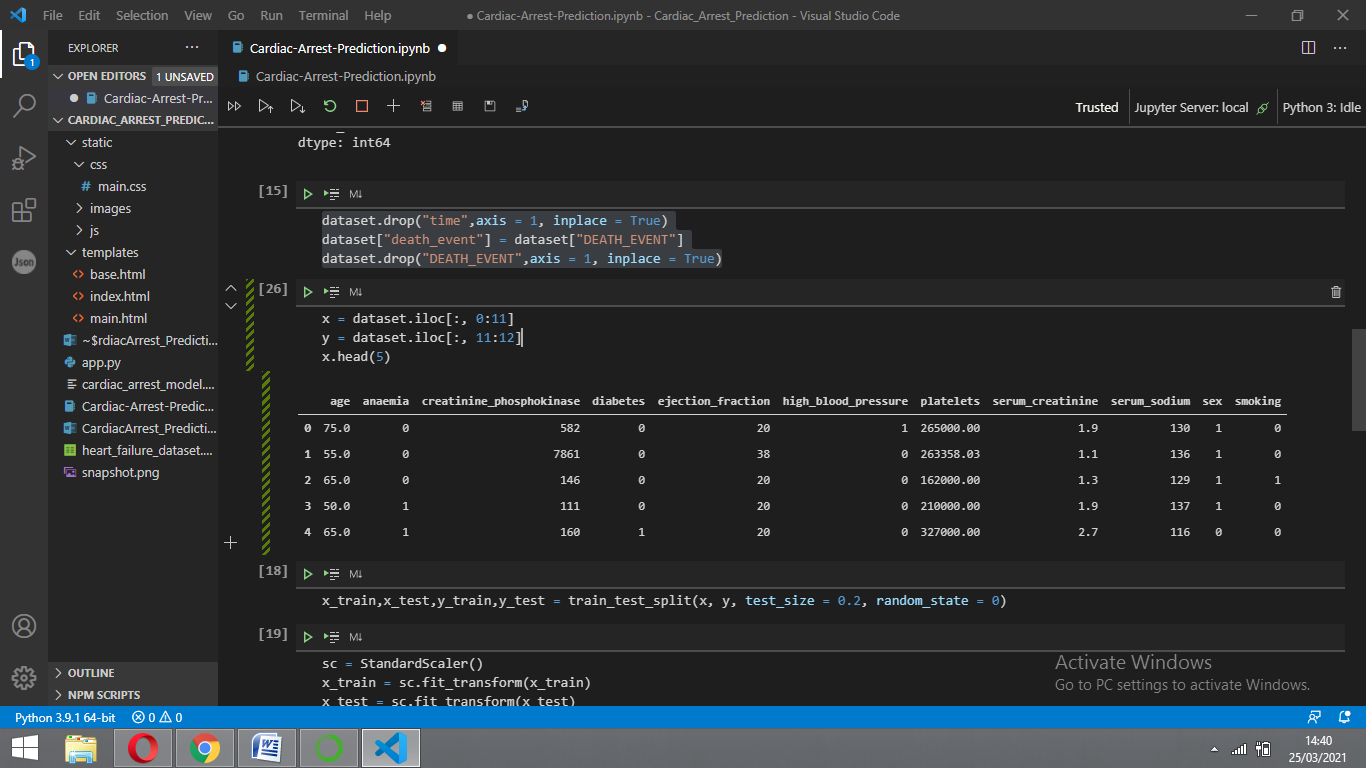 File Edit Selection View Go Run Terminal Help
● Cardiac-Arrest-Prediction.ipynb - Cardiac_Arrest_Prediction - Visual Studio Code
EXPLORER
OPEN EDITORS 1 UNSAVED
Cardiac-Arrest-Pr...
CARDIAC_ARREST_PREDIC...
static
css
# main.css
images
js
templates
<> base.html
<> index.html
<> main.html
~$rdiacArrest_Predicti...
app.py
cardiac_arrest_model....
Cardiac-Arrest-Predic...
CardiacArrest_Predicti...
heart_failure_dataset....
snapshot.png
OUTLINE
NPM SCRIPTS
1
Json
Cardiac-Arrest-Prediction.ipynb ●
Cardiac-Arrest-Prediction.ipynb
Trusted Jupyter Server: local Python 3: Idle
dtype: int64
[15] M↓
dataset.drop("time",axis = 1, inplace = True)
dataset["death_event"] = dataset["DEATH_EVENT"]
dataset.drop("DEATH_EVENT",axis = 1, inplace = True)
[26] M↓
x = dataset.iloc[:, 0:11]
y = dataset.iloc[:, 11:12]
x.head(5)
age anaemia creatinine_phosphokinase diabetes ejection_fraction high_blood_pressure platelets serum_creatinine serum_sodium sex smoking
0 75.0 0 582 0 20 1 265000.00 1.9 130 1 0
1 55.0 0 7861 0 38 0 263358.03 1.1 136 1 0
2 65.0 0 146 0 20 0 162000.00 1.3 129 1 1
3 50.0 1 111 0 20 0 210000.00 1.9 137 1 0
4 65.0 1 160 1 20 0 327000.00 2.7 116 0 0
[18] M↓
x_train,x_test,y_train,y_test = train_test_split(x, y, test_size = 0.2, random_state = 0)
[19] M↓
sc = StandardScaler()
x_train = sc.fit_transform(x_train)
x_test = sc.fit_transform(x_test)
Activate Windows
Go to PC settings to activate Windows.
Python 3.9.1 64-bit 0 0
14:40
25/03/2021